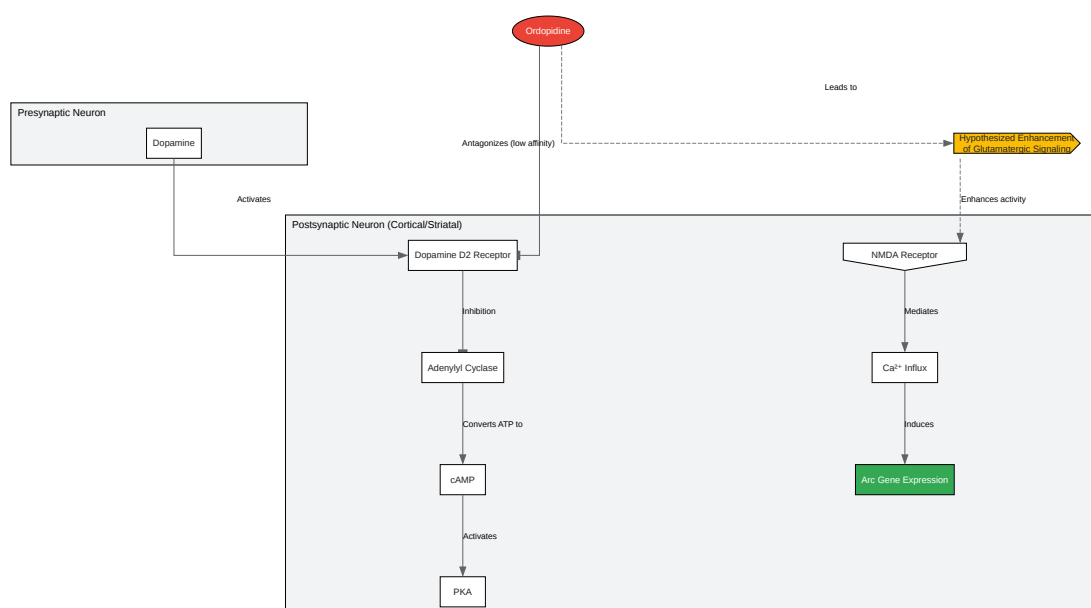 Ordopidine
Leads to
Presynaptic Neuron
Dopamine
Antagonizes (low affinity)
Hypothesized Enhancement
of Glutamatergic Signaling
Activates
Enhances activity
Postsynaptic Neuron (Cortical/Striatal)
Dopamine D2 Receptor
NMDA Receptor
Inhibition
Mediates
Adenylyl Cyclase
Ca²⁺ Influx
Converts ATP to
Induces
cAMP
Arc Gene Expression
Activates
PKA